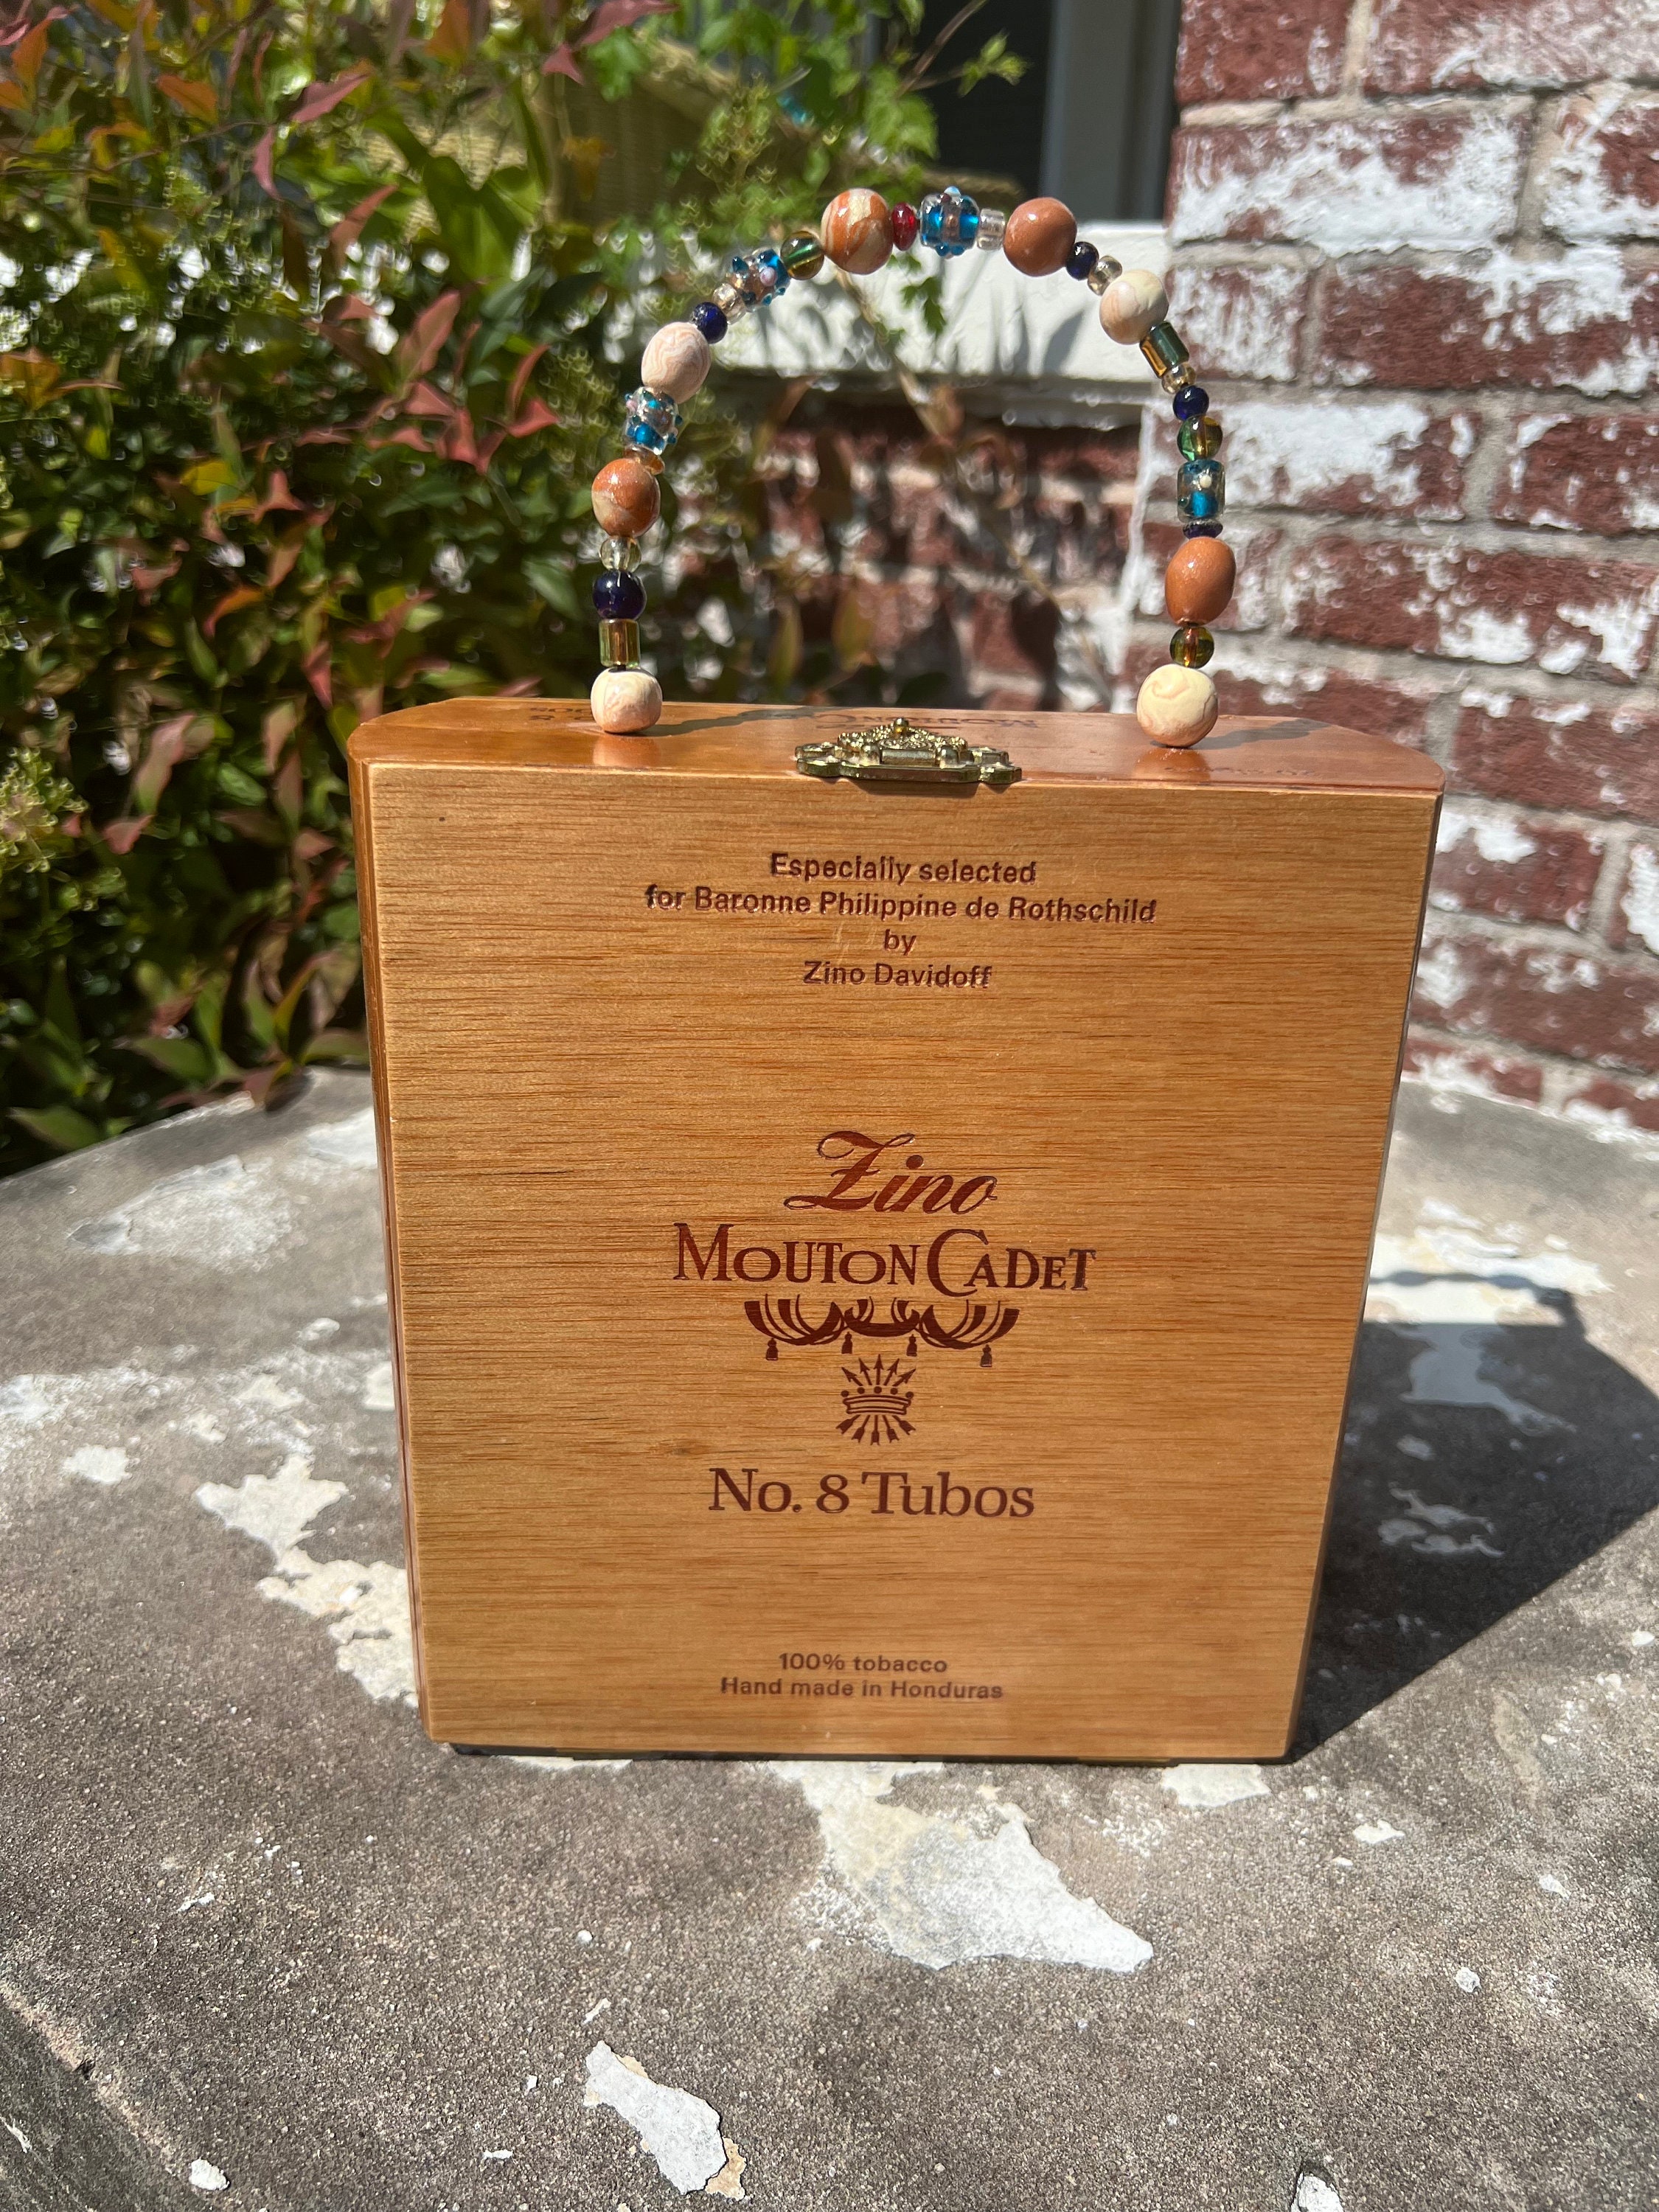 Especially selected
for Baronne Philippine de Rothschild
by
Zino Davidoff
Zino
MOUTON CADET
No. 8 Tubos
100% tobacco
Hand made in Honduras